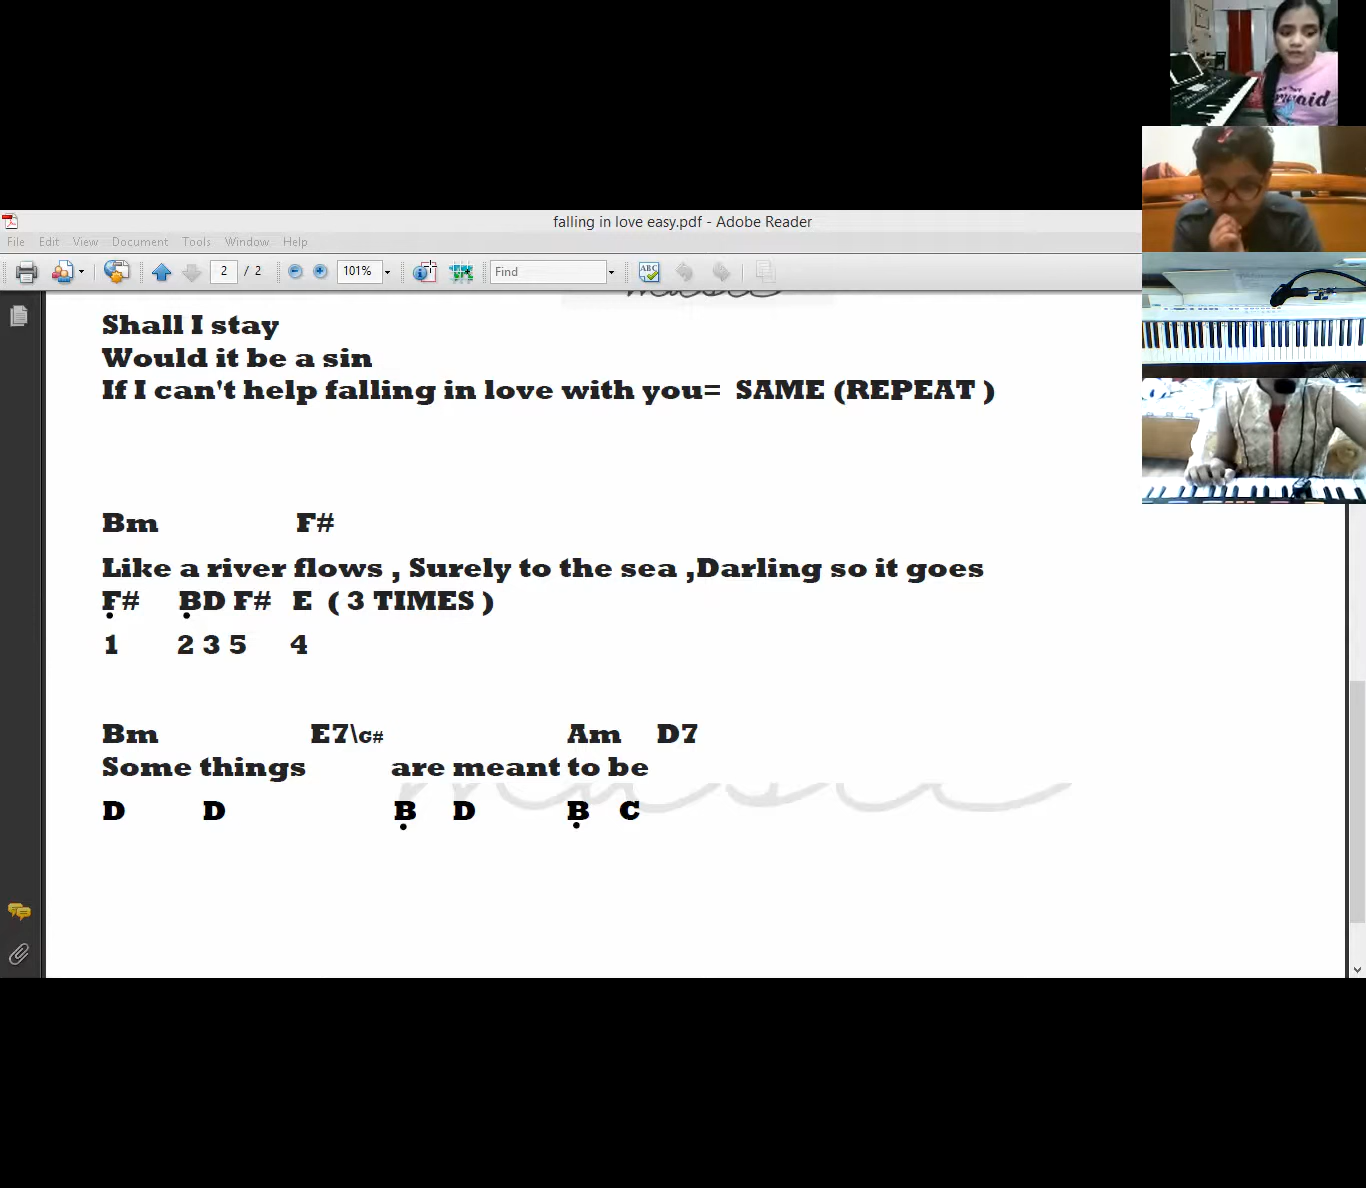 falling in love easy.pdf - Adobe Reader
File Edit View Document Tools Window Help
2 / 2 101% Find
Shall I stay
Would it be a sin
If I can't help falling in love with you= SAME (REPEAT )
Bm F#
Like a river flows , Surely to the sea ,Darling so it goes
F# BD F# E ( 3 TIMES )
1 2 3 5 4
Bm E7\G# Am D7
Some things are meant to be
D D B D B C